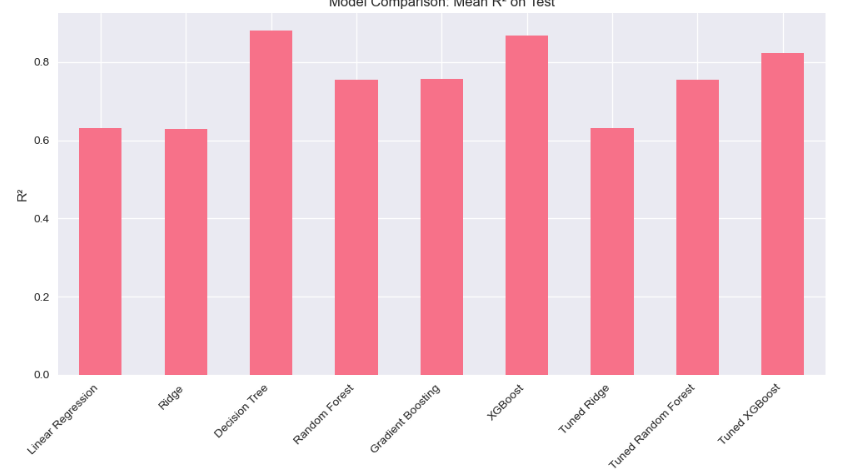 Model Comparison: Mean R² on Test
0.8
0.6
0.4
0.2
0.0
R²
Linear Regression
Ridge
Decision Tree
Random Forest
Gradient Boosting
XGBoost
Tuned Ridge
Tuned Random Forest
Tuned XGBoost